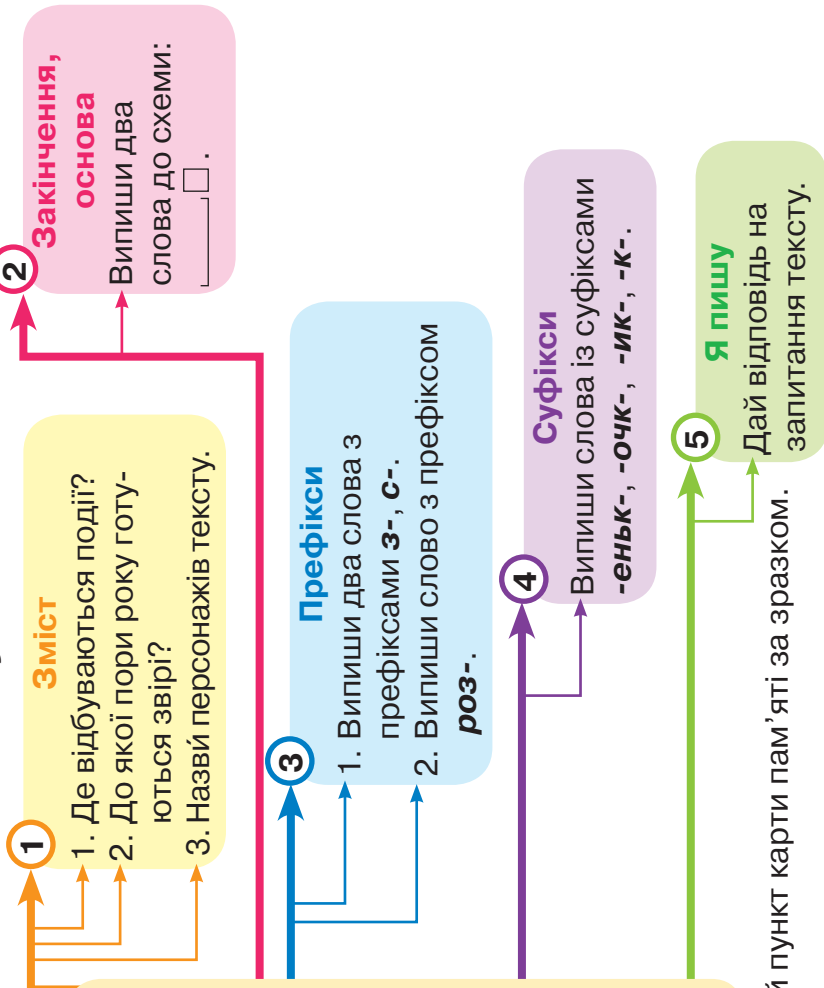 1
Зміст
1. Де відбуваються події?
2. До якої пори року готу-
ються звірі?
3. Назви́ персонажів тексту.
2
Закінчення,
основа
Випиши два
слова до схеми:
.
3
Префікси
1. Випиши два слова з
префіксами з-, с-.
2. Випиши слово з префіксом
роз-.
4
Суфікси
Випиши слова із суфіксами
-еньк-, -очк-, -ик-, -к-.
5
Я пишу
Дай відповідь на
запитання тексту.
пункт карти пам’яті за зразком.